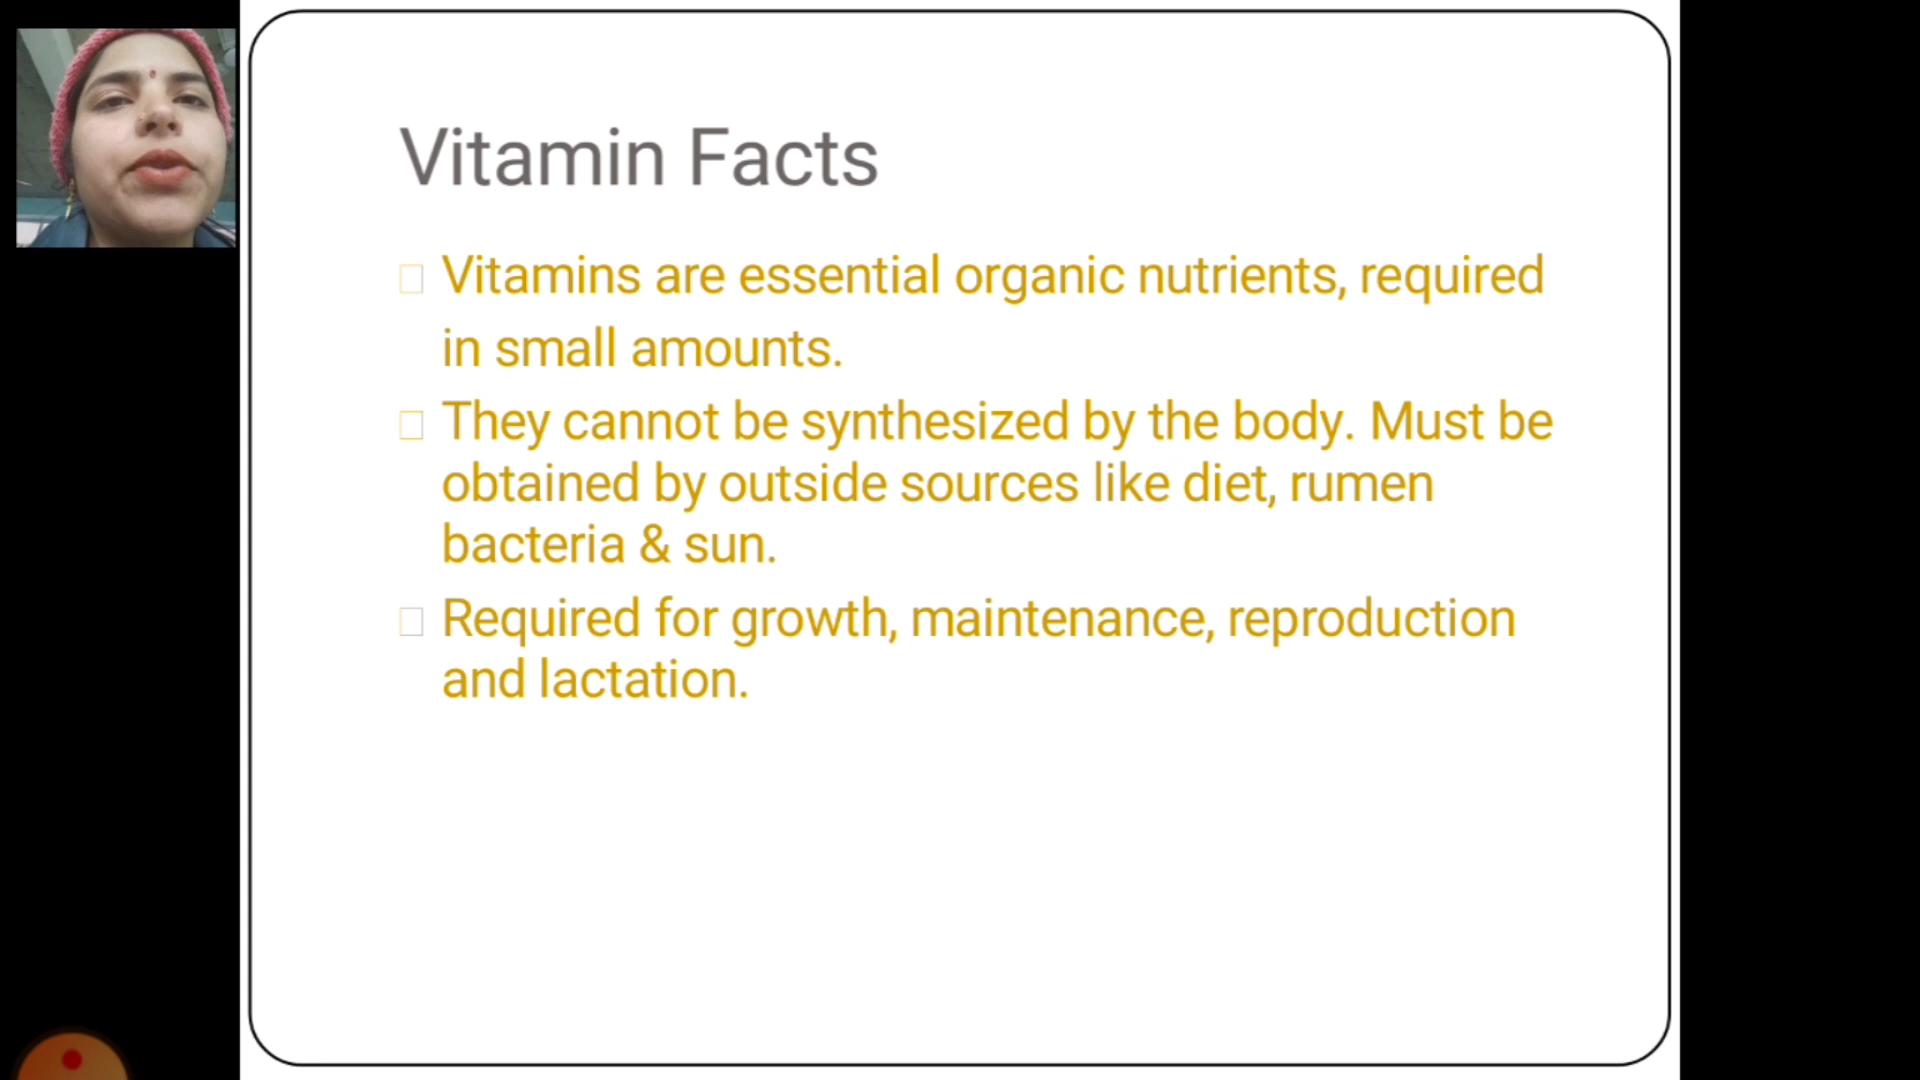 Vitamin Facts
Vitamins are essential organic nutrients, required
in small amounts.
They cannot be synthesized by the body. Must be
obtained by outside sources like diet, rumen
bacteria & sun.
Required for growth, maintenance, reproduction
and lactation.